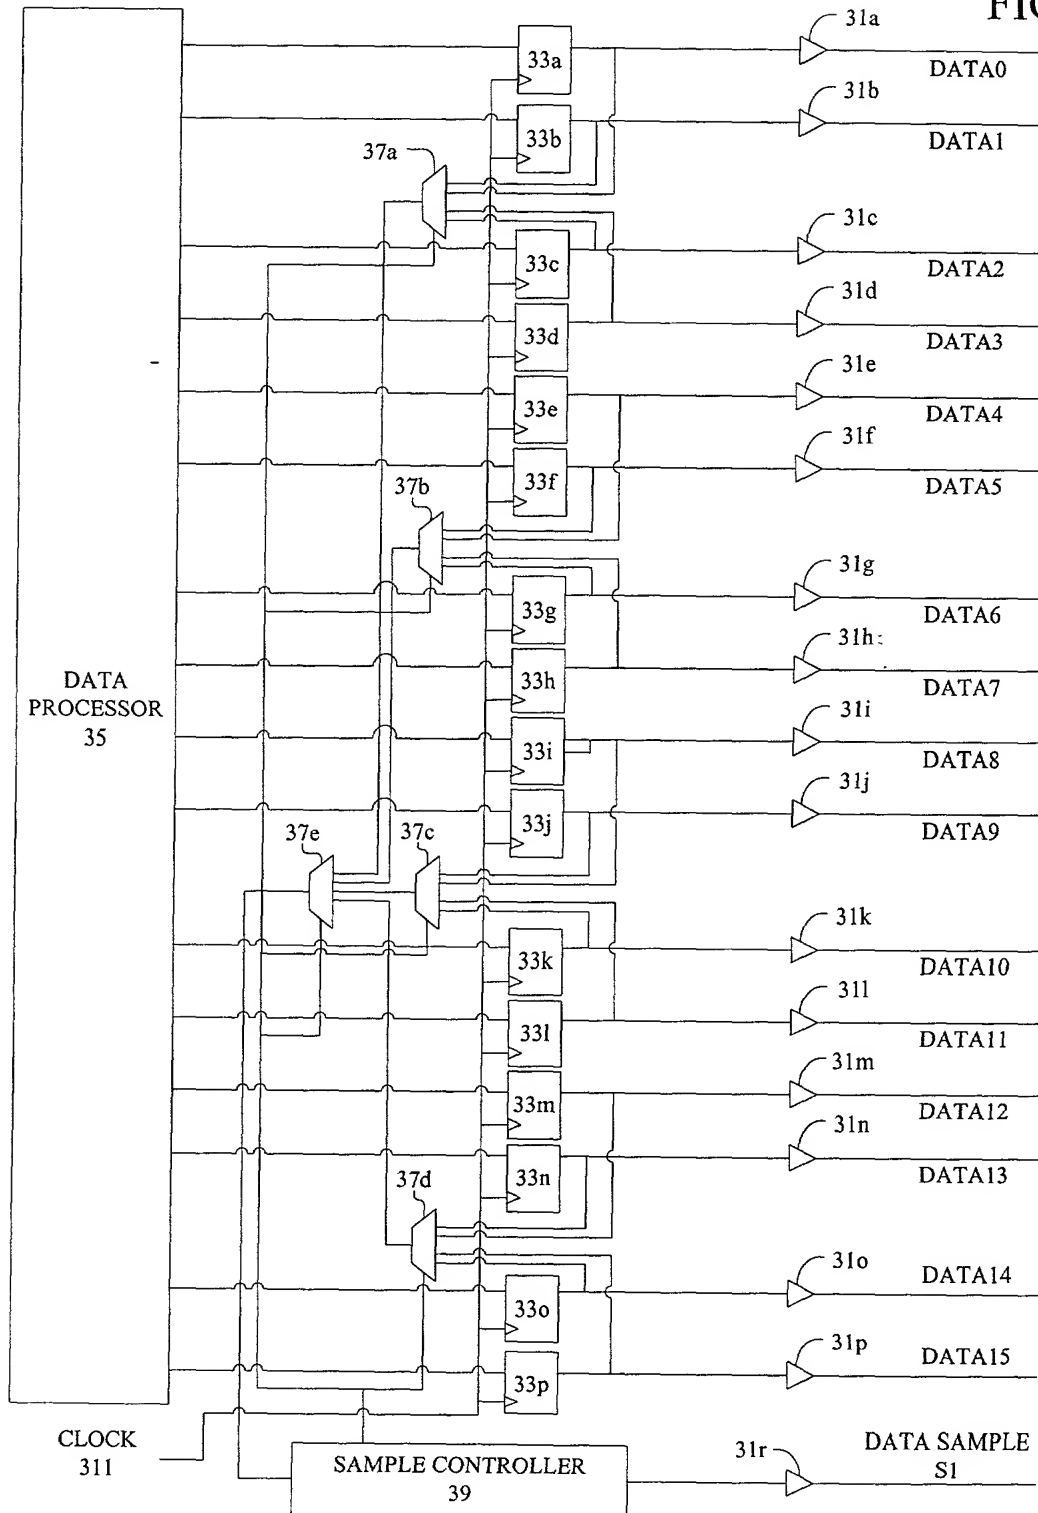 FIG
31a
33a
DATA0
31b
33b
DATA1
37a
31c
33c
DATA2
31d
33d
DATA3
31e
33e
DATA4
31f
33f
DATA5
37b
31g
33g
DATA6
31h
33h
DATA7
DATA
PROCESSOR
35
31i
33i
DATA8
31j
33j
DATA9
37e
37c
31k
33k
DATA10
31l
33l
DATA11
31m
33m
DATA12
31n
33n
DATA13
37d
31o
33o
DATA14
31p
33p
DATA15
CLOCK
311
SAMPLE CONTROLLER
39
31r
DATA SAMPLE
S1